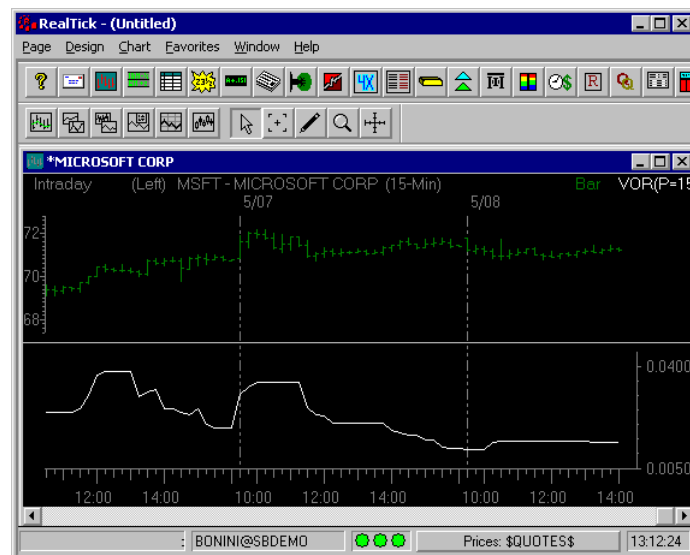 RealTick - (Untitled)
Page Design Chart Favorites Window Help
*MICROSOFT CORP
Intraday (Left) MSFT - MICROSOFT CORP (15-Min) Bar VOR(P=15
5/07 5/08
72
70
68
0.0400
0.0050
12:00 14:00 10:00 12:00 14:00 10:00 12:00 14:00
: BONINI@SBDEMO Prices: $QUOTES$ 13:12:24